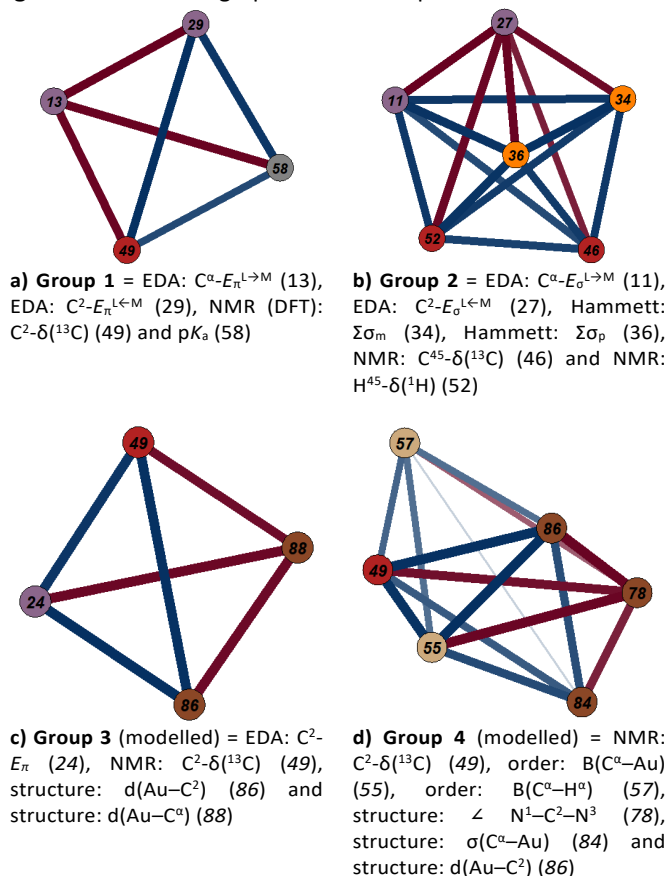 29
13
58
49
27
11
34
36
52
46
a) Group 1 = EDA: Cα-Eπ^L→M (13),
EDA: C²-Eπ^L←M (29), NMR (DFT):
C²-δ(¹³C) (49) and pKa (58)
b) Group 2 = EDA: Cα-Eσ^L→M (11),
EDA: C²-Eσ^L←M (27), Hammett:
Σσm (34), Hammett: Σσp (36),
NMR: C⁴⁵-δ(¹³C) (46) and NMR:
H⁴⁵-δ(¹H) (52)
49
88
24
86
57
86
49
78
55
84
c) Group 3 (modelled) = EDA: C²-
Eπ (24), NMR: C²-δ(¹³C) (49),
structure: d(Au–C²) (86) and
structure: d(Au–Cα) (88)
d) Group 4 (modelled) = NMR:
C²-δ(¹³C) (49), order: B(Cα–Au)
(55), order: B(Cα–Hα) (57),
structure: ∠ N¹–C²–N³ (78),
structure: σ(Cα–Au) (84) and
structure: d(Au–C²) (86)